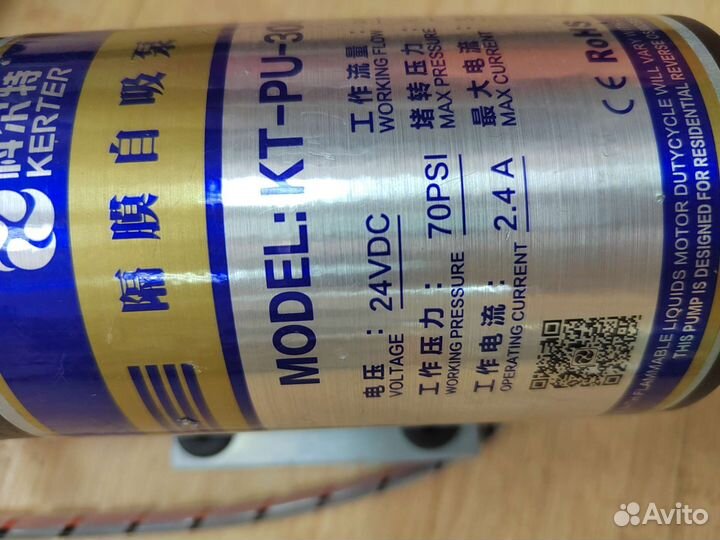 科尔特
KERTER
隔膜自吸泵
MODEL: KT-PU-30
电压：
VOLTAGE
24VDC
工作流量：
WORKING FLOW
工作压力：
WORKING PRESSURE
70PSI
堵转压力
MAX PRESSURE
工作电流：
OPERATING CURRENT
2.4 A
最大电流
MAX CURRENT
CE RoHS
FLAMMABLE LIQUIDS MOTOR DUTYCYCLE WILL VARY
THIS PUMP IS DESIGNED FOR RESIDENTIAL REVERSE
Avito